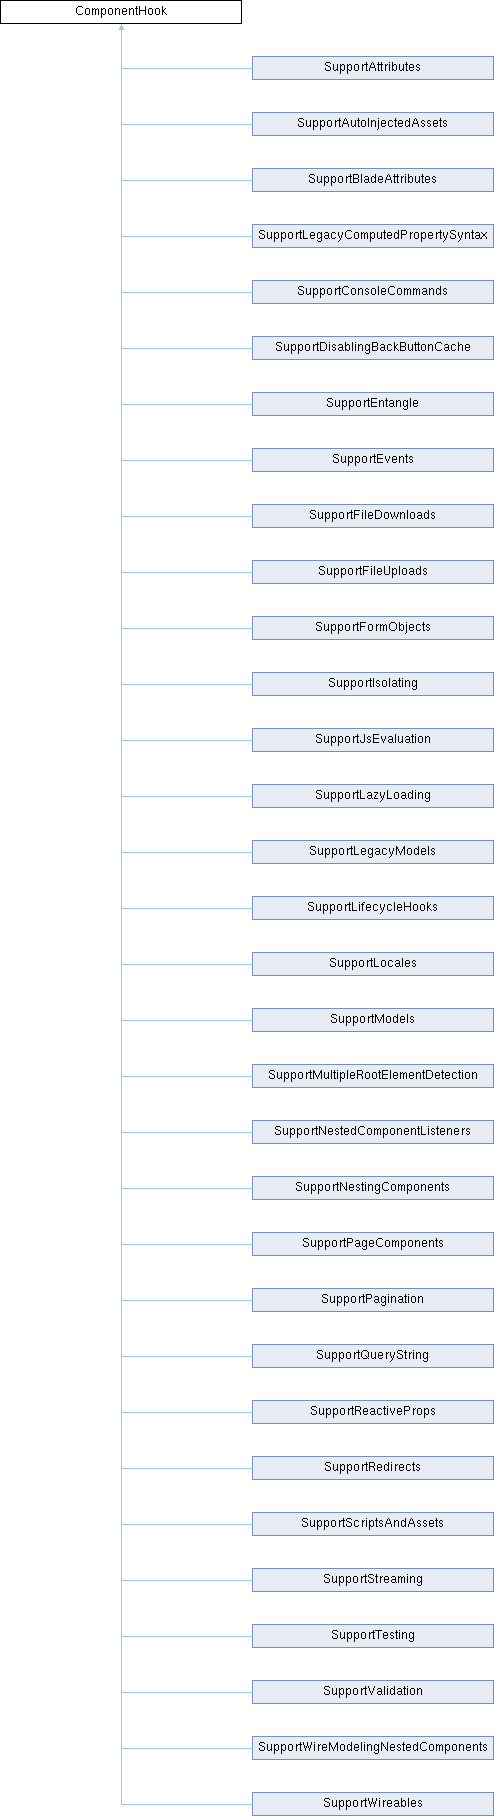 ComponentHook
SupportAttributes
SupportAutoInjectedAssets
SupportBladeAttributes
SupportLegacyComputedPropertySyntax
SupportConsoleCommands
SupportDisablingBackButtonCache
SupportEntangle
SupportEvents
SupportFileDownloads
SupportFileUploads
SupportFormObjects
SupportIsolating
SupportJsEvaluation
SupportLazyLoading
SupportLegacyModels
SupportLifecycleHooks
SupportLocales
SupportModels
SupportMultipleRootElementDetection
SupportNestedComponentListeners
SupportNestingComponents
SupportPageComponents
SupportPagination
SupportQueryString
SupportReactiveProps
SupportRedirects
SupportScriptsAndAssets
SupportStreaming
SupportTesting
SupportValidation
SupportWireModelingNestedComponents
SupportWireables